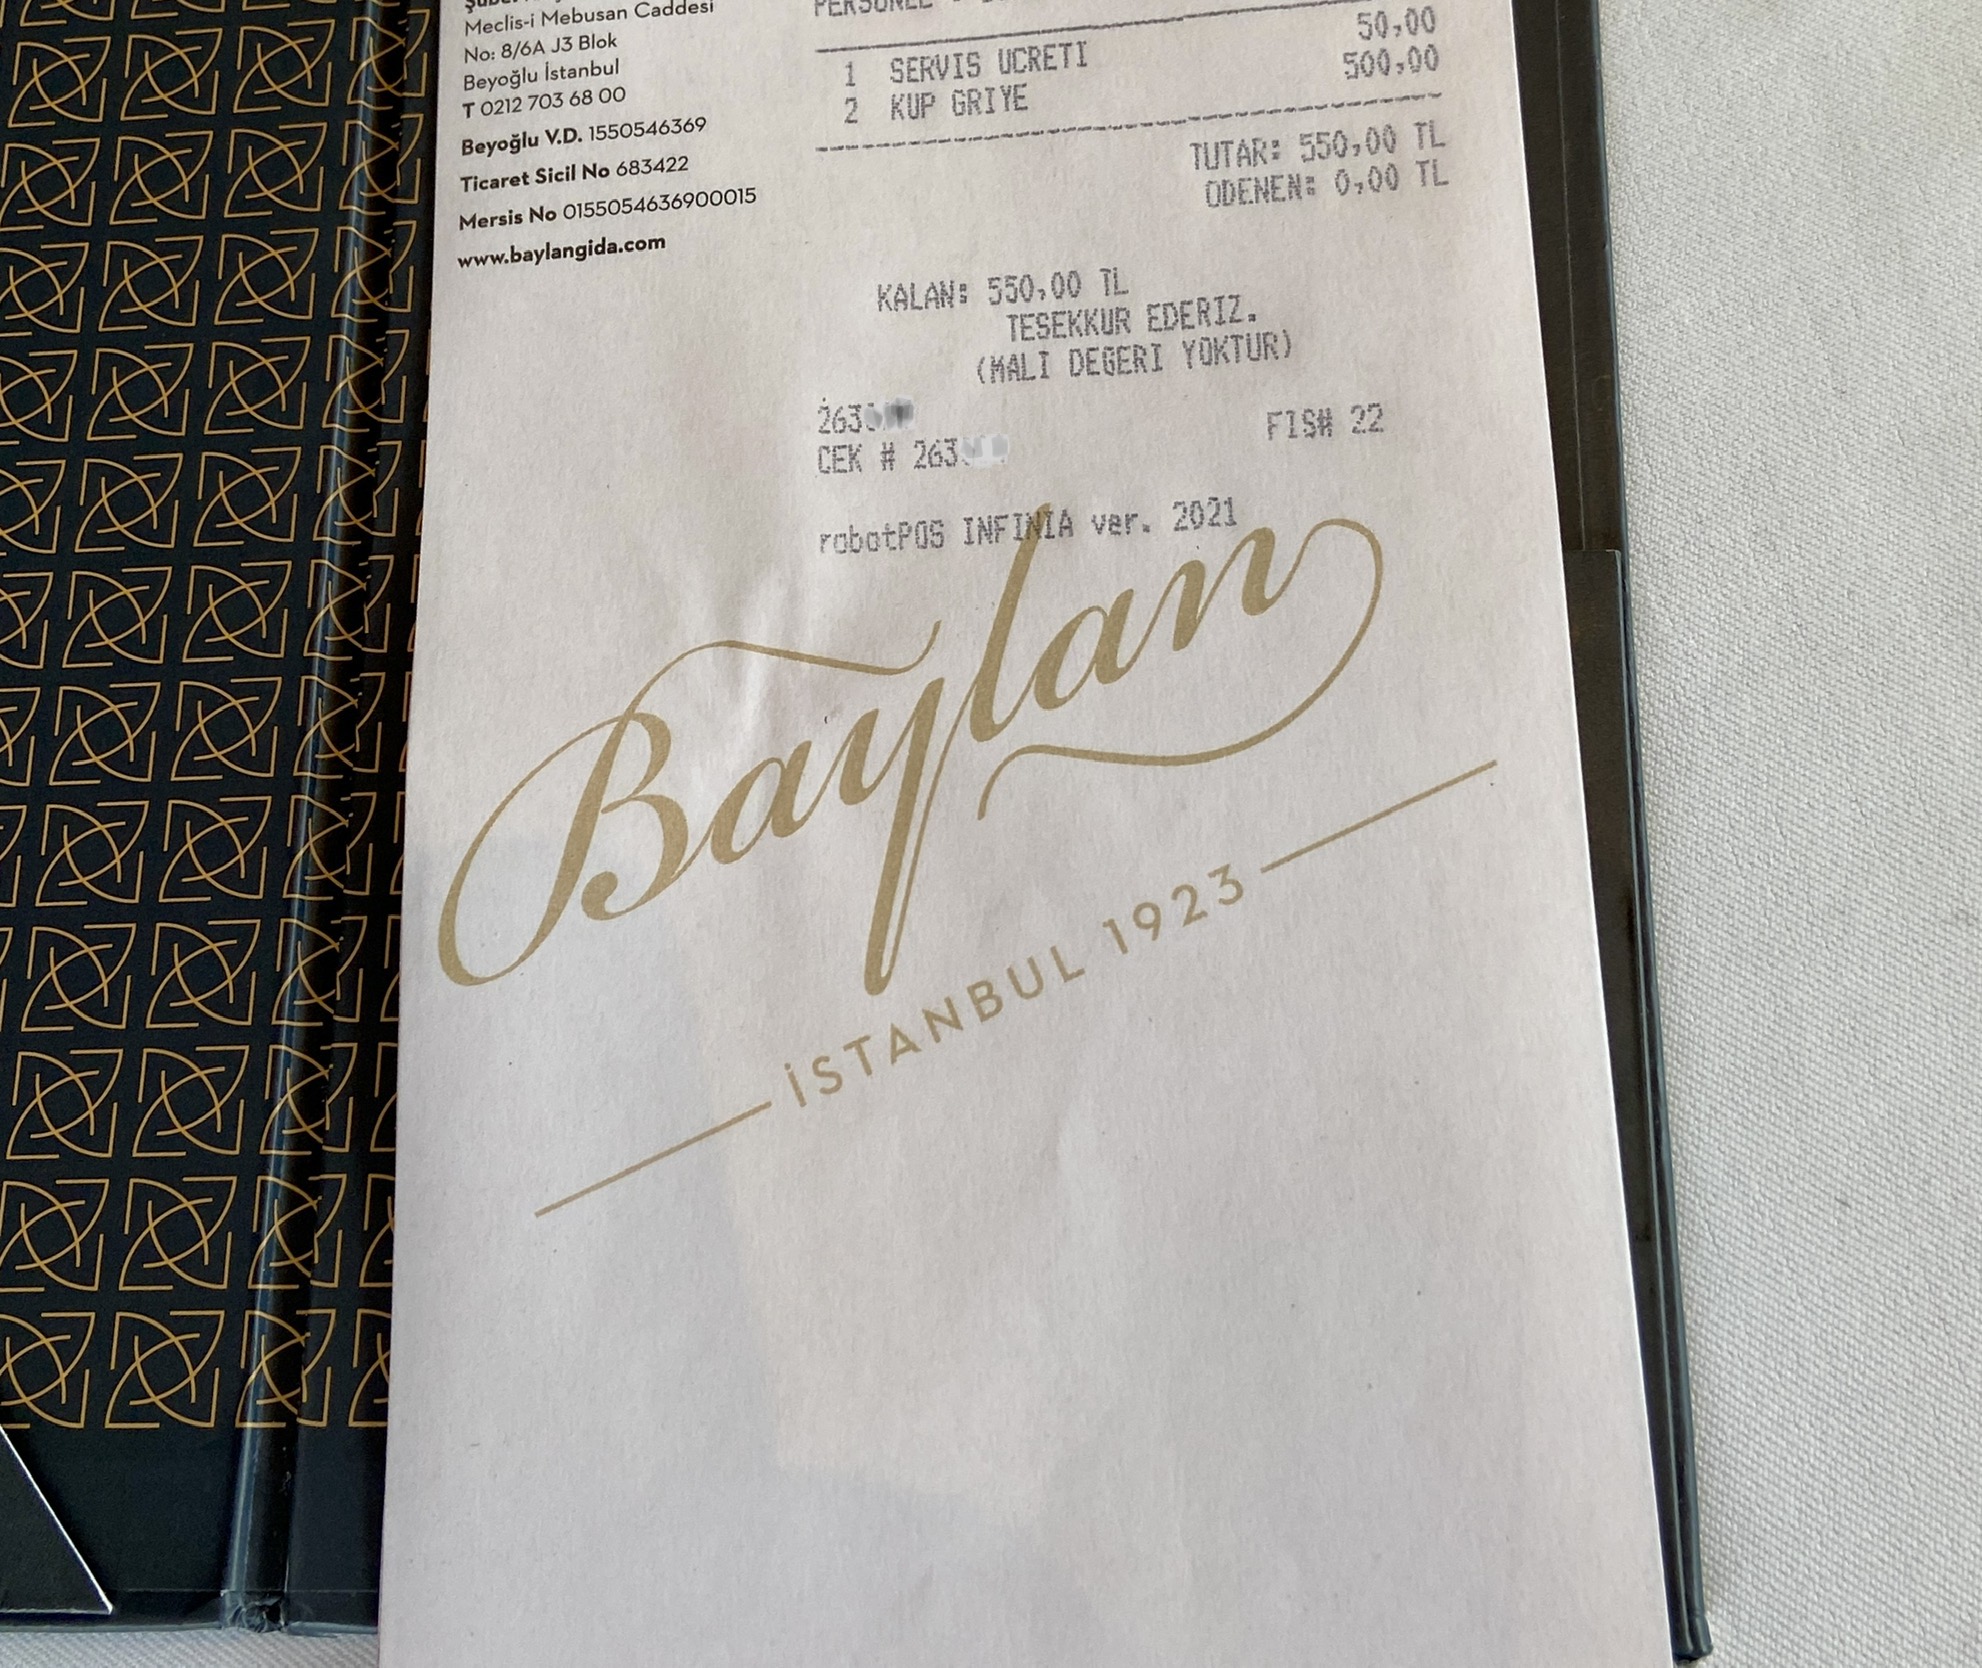 Meclis-i Mebusan Caddesi
No: 8/6A J3 Blok
Beyoğlu İstanbul
T 0212 703 68 00
Beyoğlu V.D. 1550546369
Ticaret Sicil No 683422
Mersis No 0155054636900015
www.baylangida.com
1 SERVIS UCRETI 50,00
2 KUP GRIYE 500,00
TUTAR: 550,00 TL
ODENEN: 0,00 TL
KALAN: 550,00 TL
TESEKKUR EDERIZ.
(MALI DEGERI YOKTUR)
263
CEK # 263
FIS# 22
robotPOS INFINIA ver. 2021
Baylan
İSTANBUL 1923